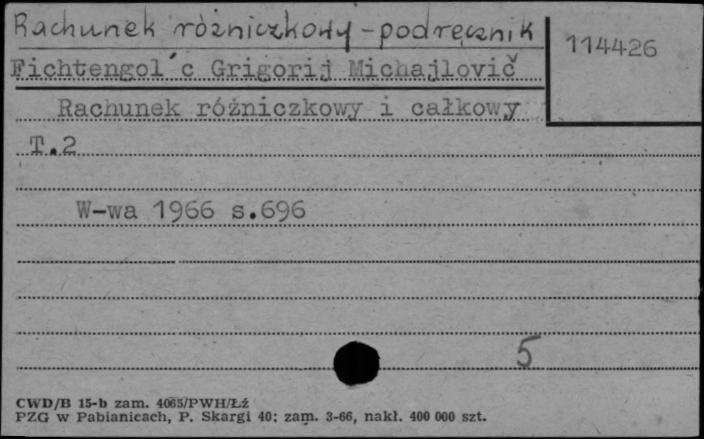 Rachunek różniczkowy - podręcznik
114426
Fichtengol'c Grigorij Michajlovič
Rachunek różniczkowy i całkowy
T.2
W-wa 1966 s.696
5
CWD/B 15-b zam. 4065/PWH/Łź
PZG w Pabianicach, P. Skargi 40; zam. 3-66, nakł. 400 000 szt.